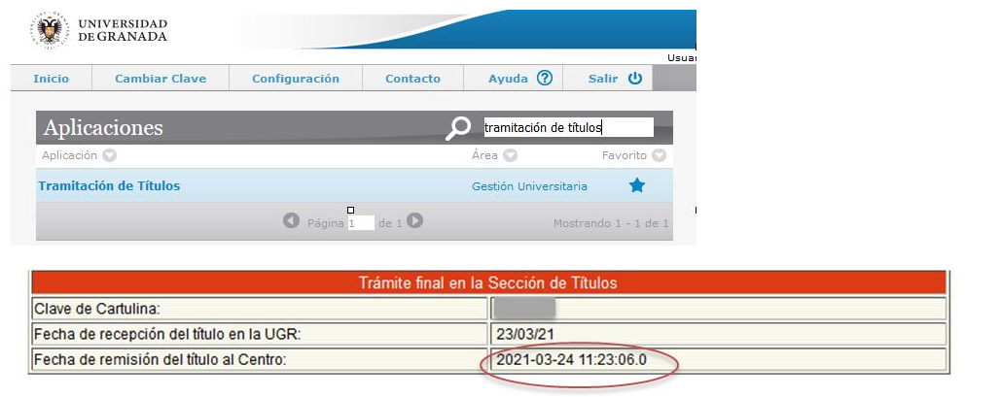 UNIVERSIDAD
DE GRANADA
Usuar
Inicio Cambiar Clave Configuración Contacto Ayuda ? Salir
Aplicaciones tramitación de títulos
Aplicación Área Favorito
Tramitación de Títulos Gestión Universitaria
Página 1 de 1 Mostrando 1 - 1 de 1
Trámite final en la Sección de Títulos
Clave de Cartulina:
Fecha de recepción del título en la UGR: 23/03/21
Fecha de remisión del título al Centro: 2021-03-24 11:23:06.0